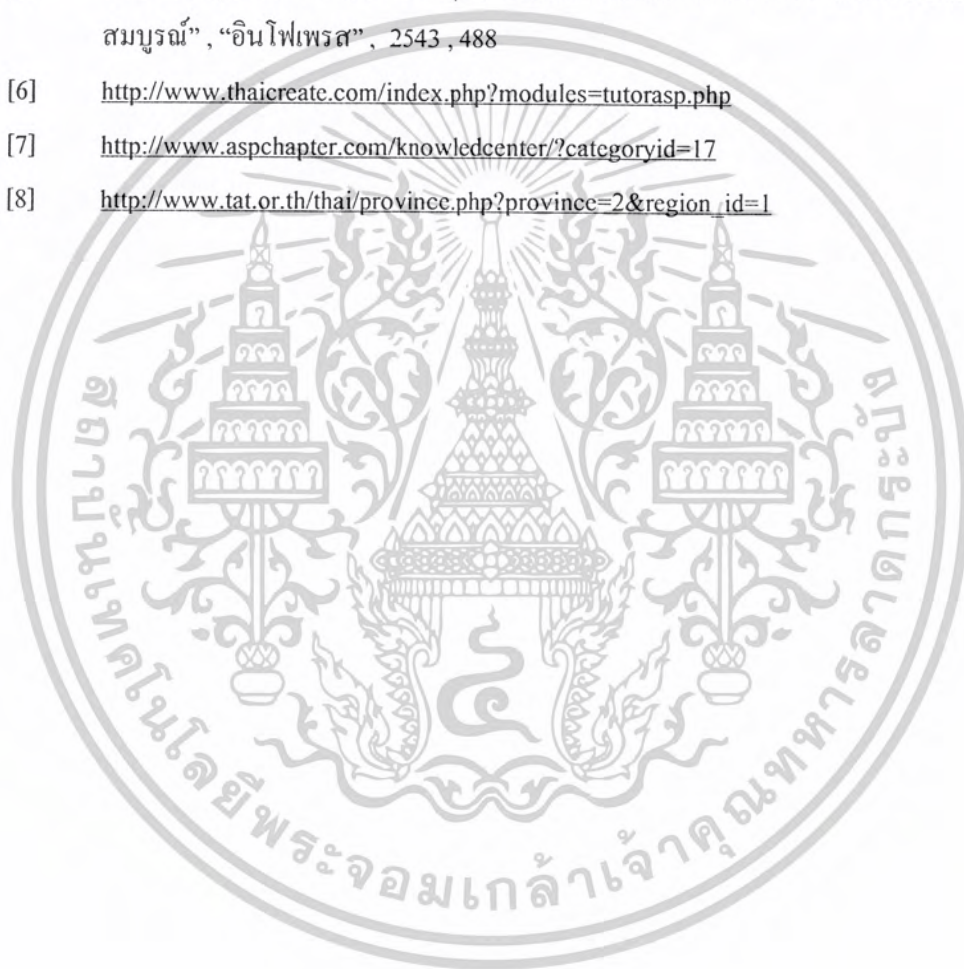 สมบูรณ์” , “อินโฟเพรส” , 2543 , 488
[6] http://www.thaicreate.com/index.php?modules=tutorasp.php
[7] http://www.aspchapter.com/knowledcenter/?categoryid=17
[8] http://www.tat.or.th/thai/province.php?province=2&region_id=1
๔
สถาบันเทคโนโลยีพระจอมเกล้าเจ้าคุณทหารลาดกระบัง